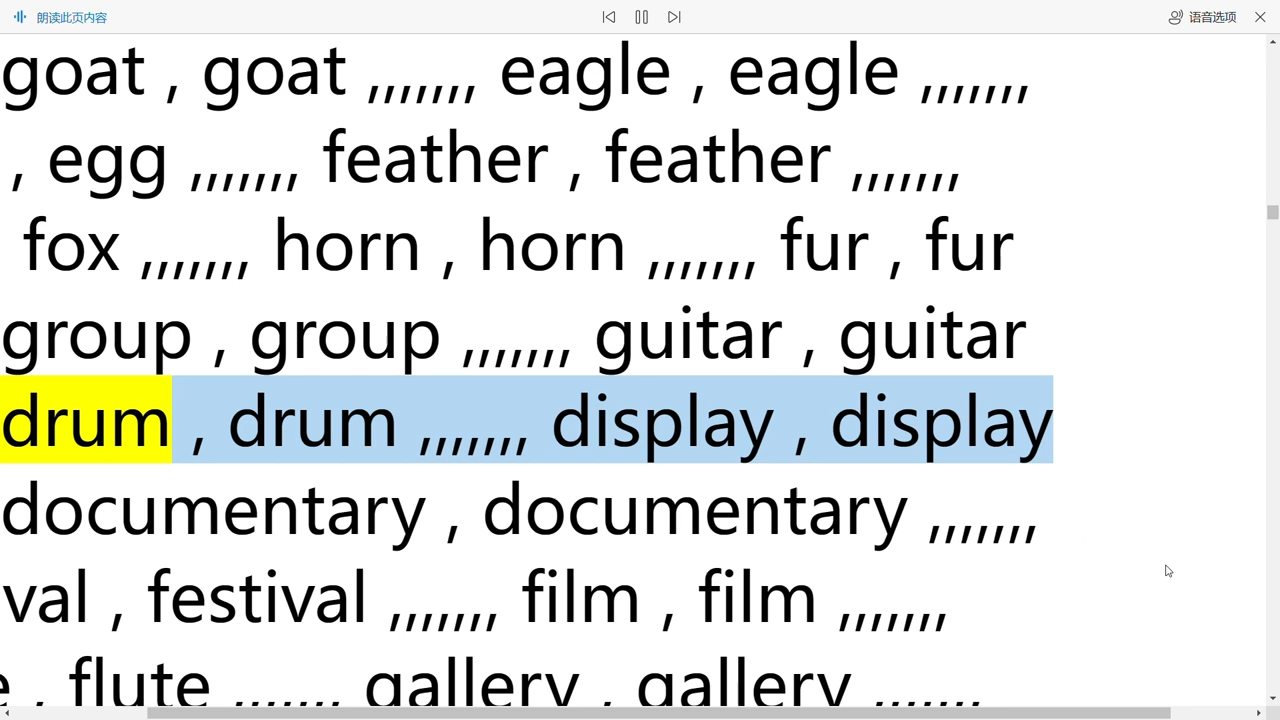 朗读此页内容
语音选项
goat , goat ,,,,,,, eagle , eagle ,,,,,,,
, egg ,,,,,,, feather , feather ,,,,,,,
fox ,,,,,,, horn , horn ,,,,,,, fur , fur
group , group ,,,,,,, guitar , guitar
drum , drum ,,,,,,, display , display
documentary , documentary ,,,,,,,
val , festival ,,,,,,, film , film ,,,,,,,
e , flute ,,,,,,, gallery , gallery ,,,,,,,